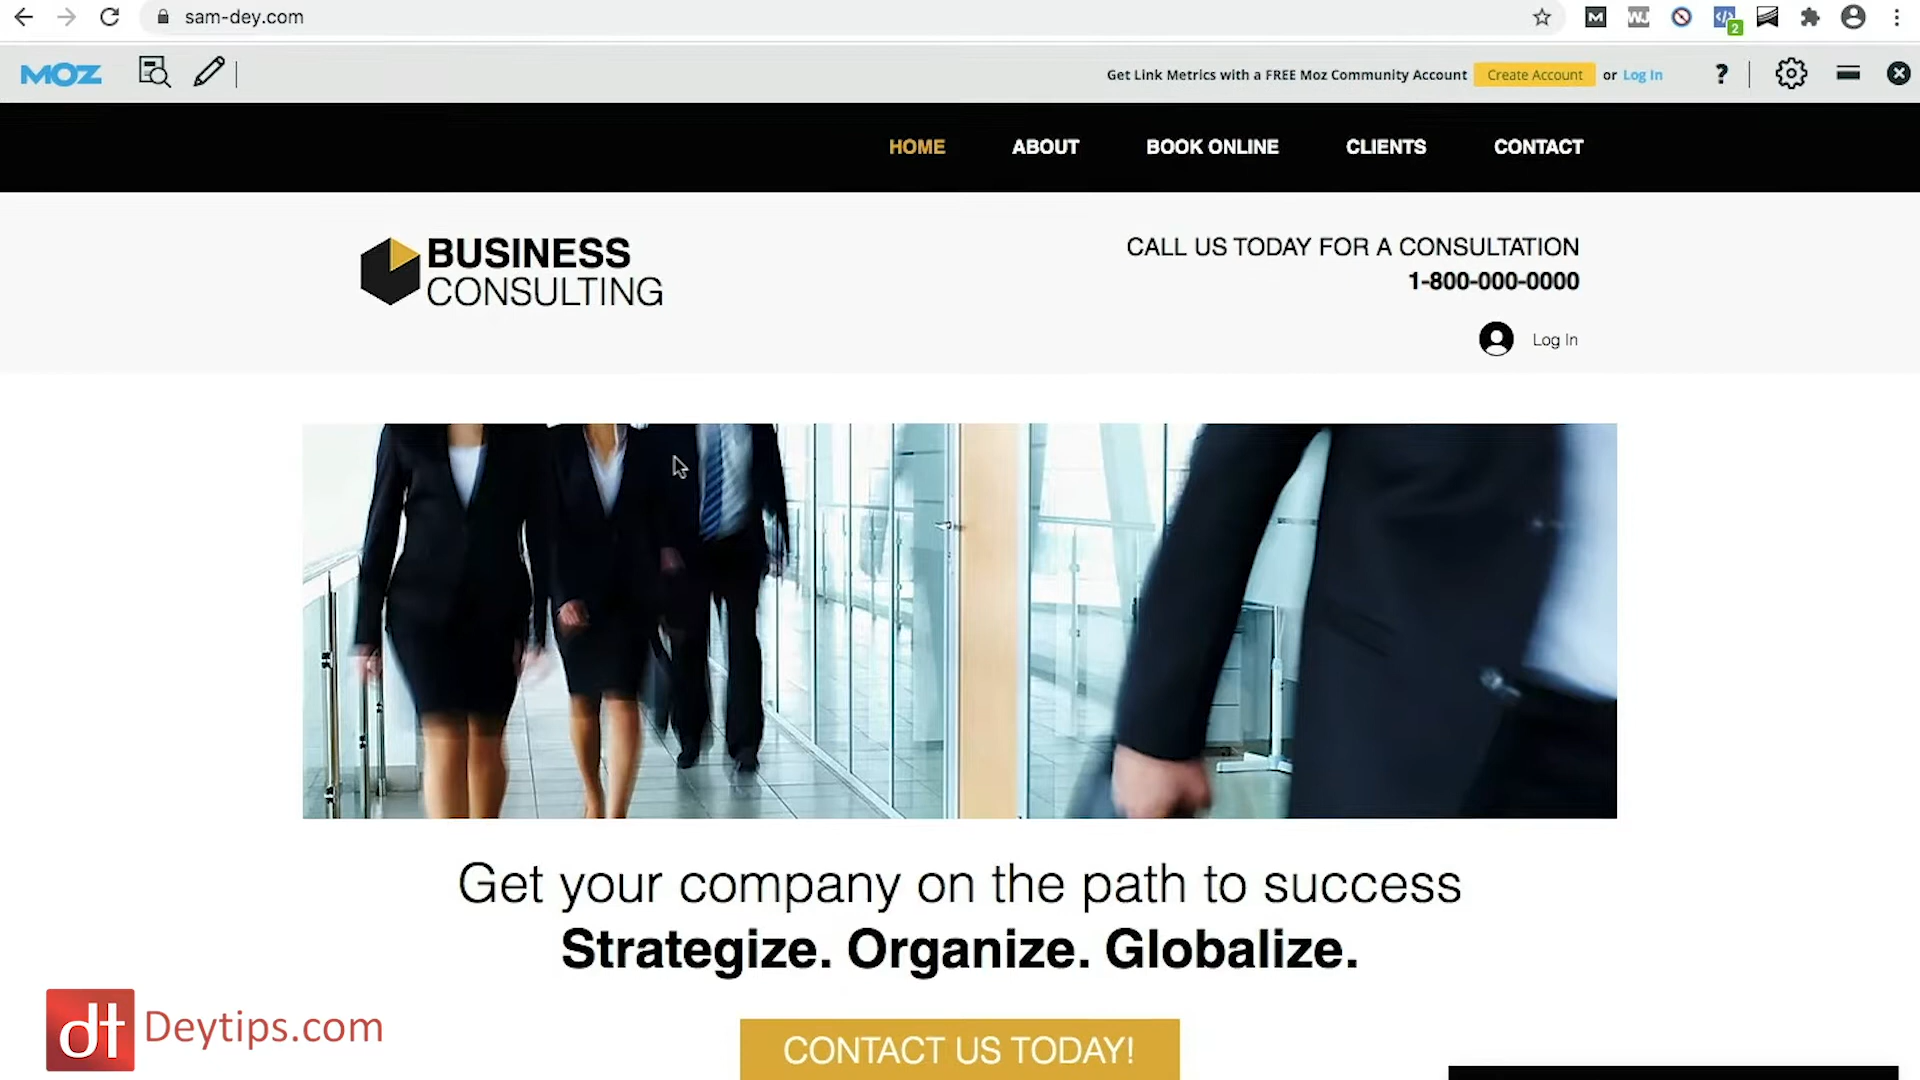 sam-dey.com
M
WJ
</>
2
MOZ
Get Link Metrics with a FREE Moz Community Account Create Account or Log In ?
HOME ABOUT BOOK ONLINE CLIENTS CONTACT
BUSINESS
CONSULTING
CALL US TODAY FOR A CONSULTATION
1-800-000-0000
Log In
Get your company on the path to success
Strategize. Organize. Globalize.
CONTACT US TODAY!
dt Deytips.com